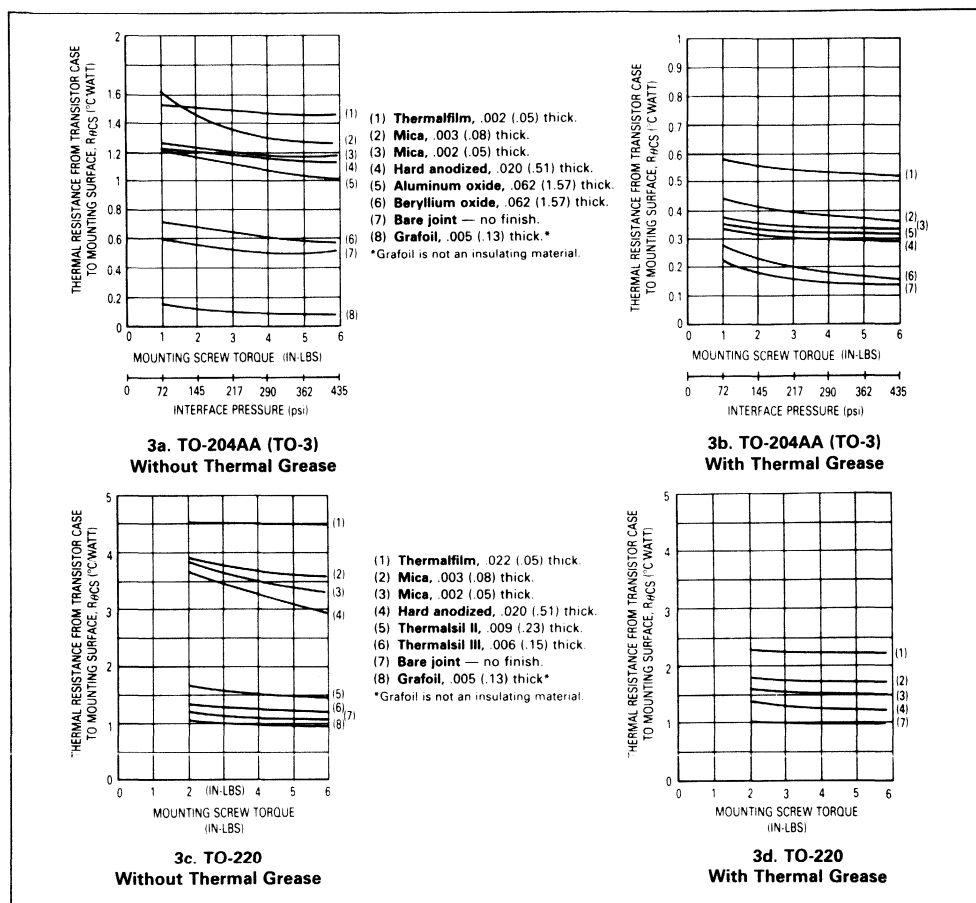 THERMAL RESISTANCE FROM TRANSISTOR CASE
TO MOUNTING SURFACE, RθCS (°C/WATT)
2
1.6
1.2
1
0.8
0.6
0.4
0.2
0
0 1 2 3 4 5 6
(1)
(2)
(3)
(4)
(5)
(6)
(7)
(8)
MOUNTING SCREW TORQUE (IN-LBS)
0 72 145 217 290 362 435
INTERFACE PRESSURE (psi)
3a. TO-204AA (TO-3)
Without Thermal Grease
(1) Thermalfilm, .002 (.05) thick.
(2) Mica, .003 (.08) thick.
(3) Mica, .002 (.05) thick.
(4) Hard anodized, .020 (.51) thick.
(5) Aluminum oxide, .062 (1.57) thick.
(6) Beryllium oxide, .062 (1.57) thick.
(7) Bare joint — no finish.
(8) Grafoil, .005 (.13) thick.*
*Grafoil is not an insulating material.
THERMAL RESISTANCE FROM TRANSISTOR CASE
TO MOUNTING SURFACE, RθCS (°C/WATT)
1
0.9
0.8
0.7
0.6
0.5
0.4
0.3
0.2
0.1
0
0 1 2 3 4 5 6
(1)
(2)
(3)
(5)
(4)
(6)
(7)
MOUNTING SCREW TORQUE (IN-LBS)
0 72 145 217 290 362 435
INTERFACE PRESSURE (psi)
3b. TO-204AA (TO-3)
With Thermal Grease
THERMAL RESISTANCE FROM TRANSISTOR CASE
TO MOUNTING SURFACE, RθCS (°C/WATT)
5
4
3
2
1
0
0 1 2 3 4 5 6
(IN-LBS)
(1)
(2)
(3)
(4)
(5)
(6)
(7)
(8)
MOUNTING SCREW TORQUE
(IN-LBS)
3c. TO-220
Without Thermal Grease
(1) Thermalfilm, .022 (.05) thick.
(2) Mica, .003 (.08) thick.
(3) Mica, .002 (.05) thick.
(4) Hard anodized, .020 (.51) thick.
(5) Thermalsil II, .009 (.23) thick.
(6) Thermalsil III, .006 (.15) thick.
(7) Bare joint — no finish.
(8) Grafoil, .005 (.13) thick*
*Grafoil is not an insulating material.
THERMAL RESISTANCE FROM TRANSISTOR CASE
TO MOUNTING SURFACE, RθCS (°C/WATT)
5
4
3
2
1
0
0 1 2 3 4 5 6
(1)
(2)
(3)
(4)
(7)
MOUNTING SCREW TORQUE
(IN-LBS)
3d. TO-220
With Thermal Grease